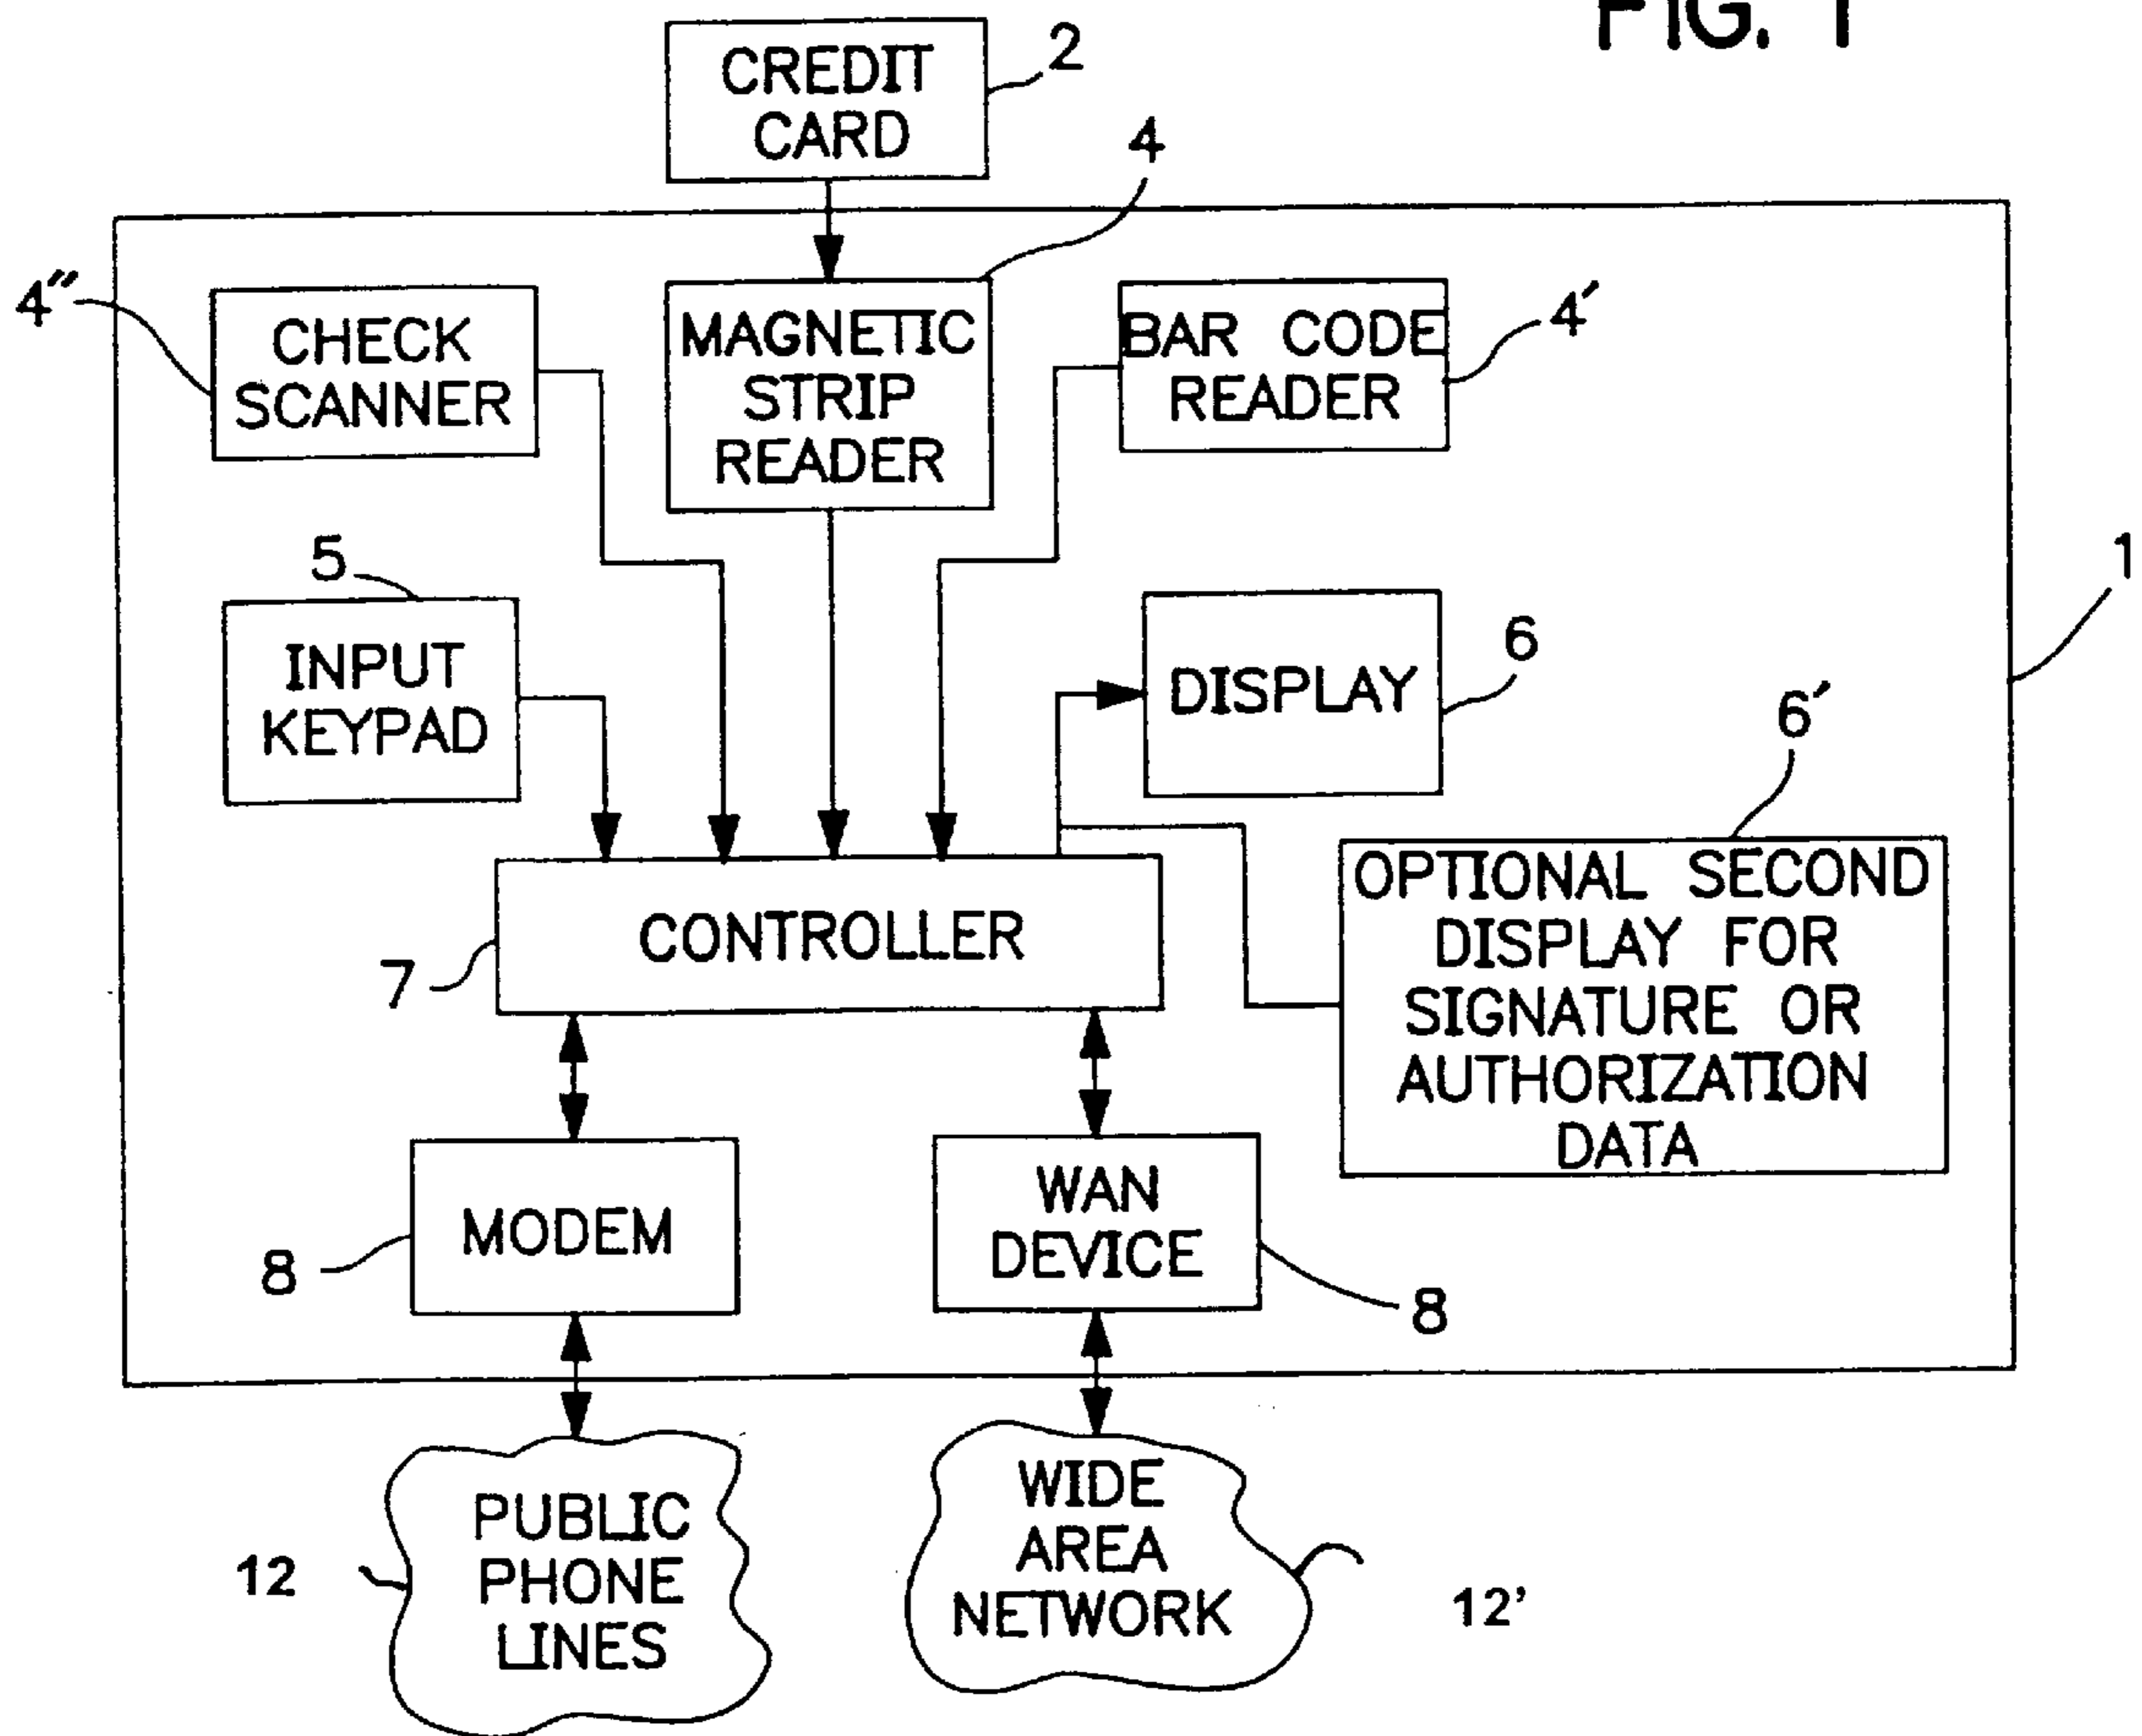 FIG. 1
CREDIT
CARD
2
4
4"
CHECK
SCANNER
MAGNETIC
STRIP
READER
BAR CODE
READER
4'
5
INPUT
KEYPAD
DISPLAY
6
1
6'
CONTROLLER
7
OPTIONAL SECOND
DISPLAY FOR
SIGNATURE OR
AUTHORIZATION
DATA
MODEM
8
WAN
DEVICE
8
PUBLIC
PHONE
LINES
12
WIDE
AREA
NETWORK
12'